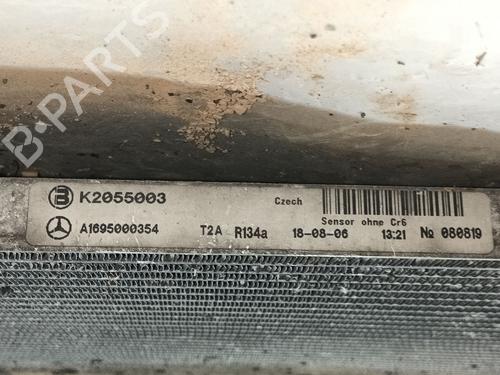 B-PARTS
K2055003 Czech
Sensor ohne Cr6
A1695000354 T2A R134a 18-08-06 13:21 № 080819